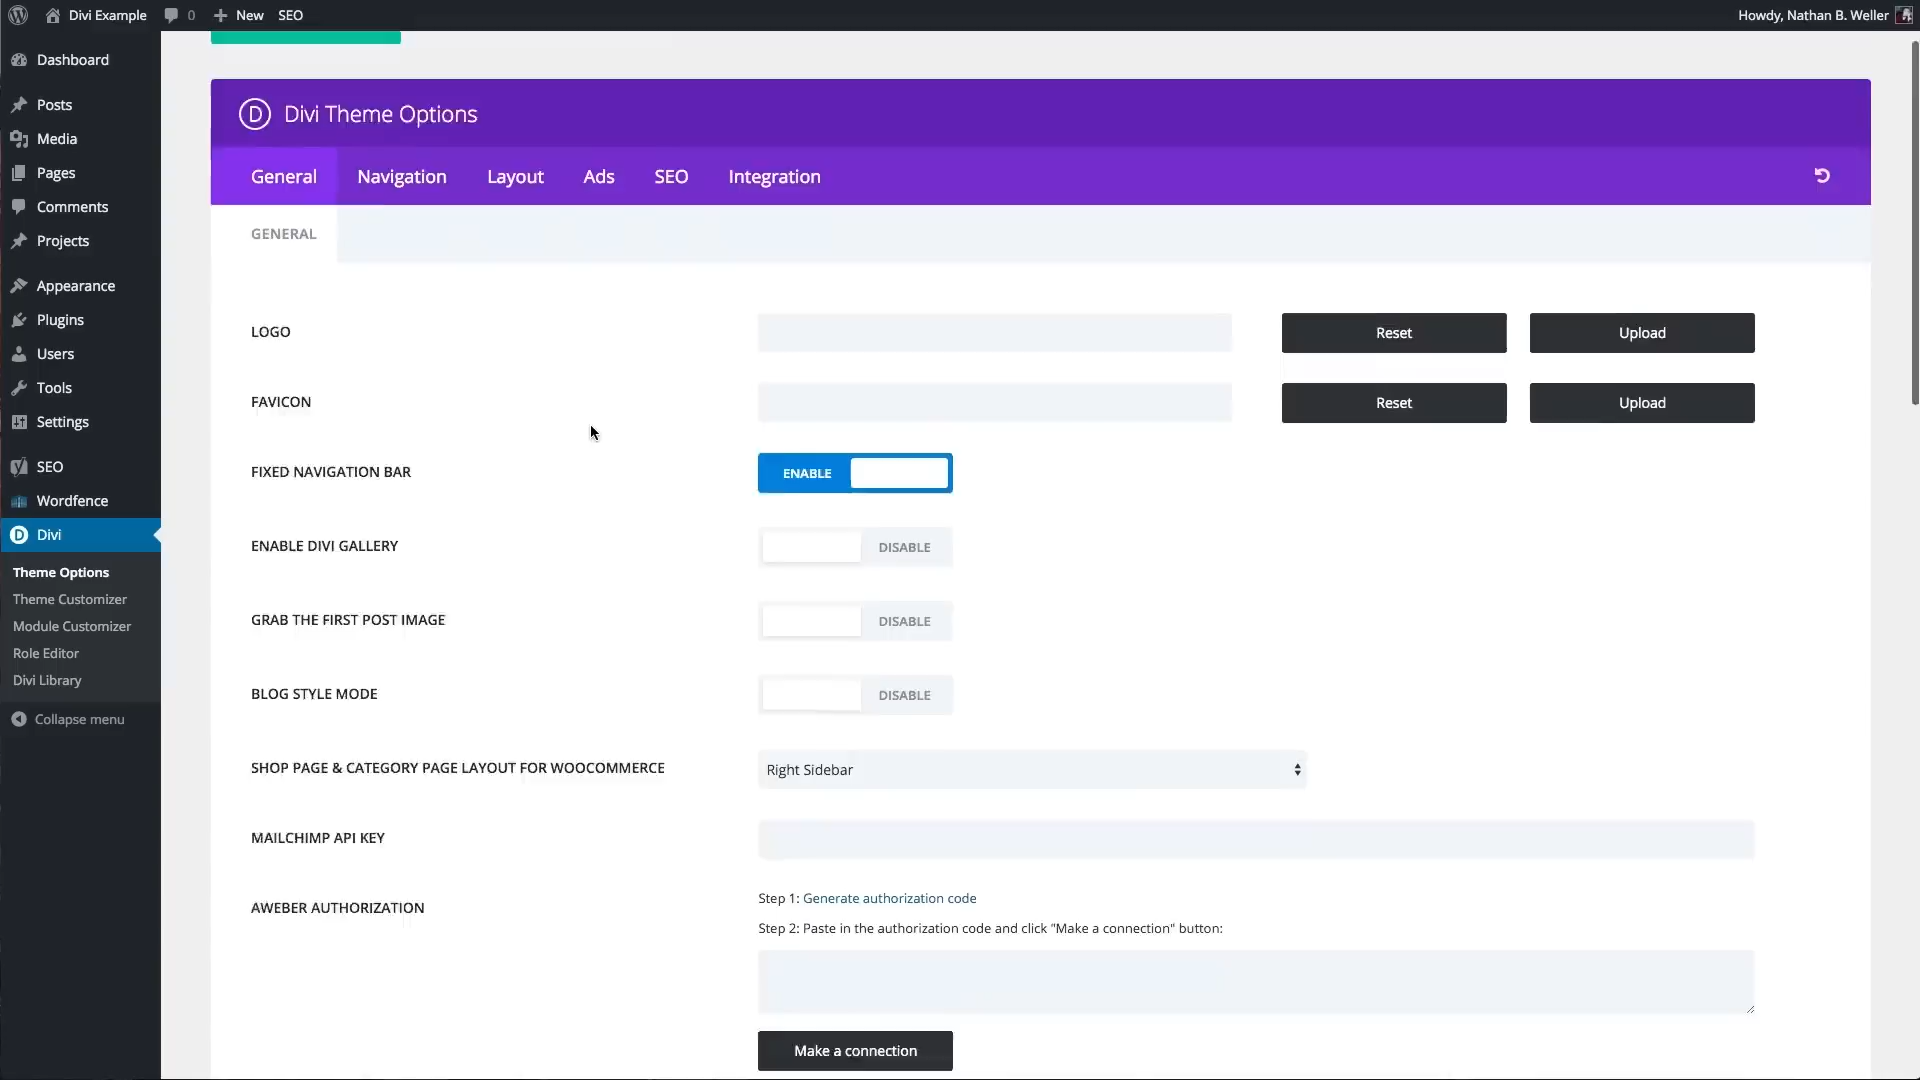 Divi Example 0 New SEO Howdy, Nathan B. Weller
Dashboard
Posts
Media
Pages
Comments
Projects
Appearance
Plugins
Users
Tools
Settings
SEO
Wordfence
D Divi
Theme Options
Theme Customizer
Module Customizer
Role Editor
Divi Library
Collapse menu
D Divi Theme Options
General Navigation Layout Ads SEO Integration
GENERAL
LOGO Reset Upload
FAVICON Reset Upload
FIXED NAVIGATION BAR ENABLE
ENABLE DIVI GALLERY DISABLE
GRAB THE FIRST POST IMAGE DISABLE
BLOG STYLE MODE DISABLE
SHOP PAGE & CATEGORY PAGE LAYOUT FOR WOOCOMMERCE Right Sidebar
MAILCHIMP API KEY
AWEBER AUTHORIZATION Step 1: Generate authorization code
Step 2: Paste in the authorization code and click "Make a connection" button:
Make a connection